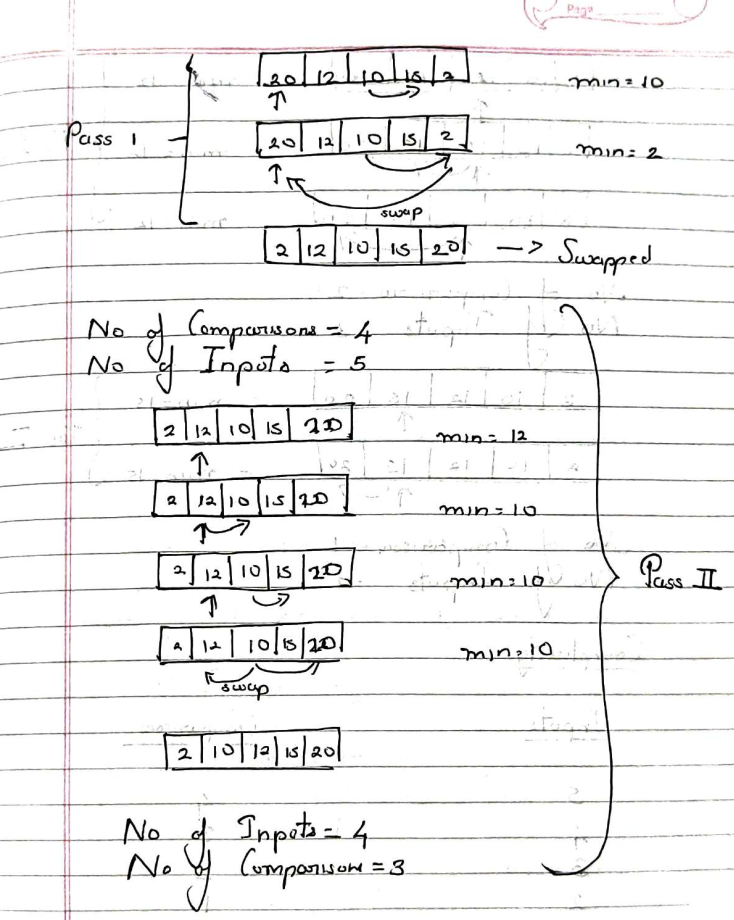 Page
20 12 10 15 2 min = 10
Pass 1
20 12 10 15 2 min = 2
swap
2 12 10 15 20 -> Swapped
No of Comparisons = 4
No of Inputs = 5
2 12 10 15 20 min = 12
2 12 10 15 20 min = 10
2 12 10 15 20 min = 10
Pass II
2 12 10 15 20 min = 10
swap
2 10 12 15 20
No of Inputs = 4
No of Comparison = 3